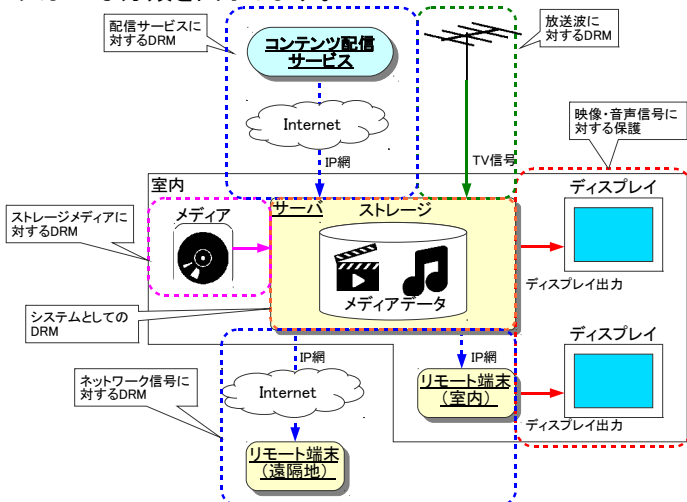 配信サービスに
対するDRM
コンテンツ配信
サービス
放送波に
対するDRM
Internet
映像・音声信号に
対する保護
IP網
TV信号
室内
ディスプレイ
ストレージメディアに
対するDRM
メディア
サーバ
ストレージ
ディスプレイ出力
メディアデータ
システムとしての
DRM
ディスプレイ
IP網
IP網
ネットワーク信号に
対するDRM
Internet
リモート端末
（室内）
ディスプレイ出力
リモート端末
（遠隔地）